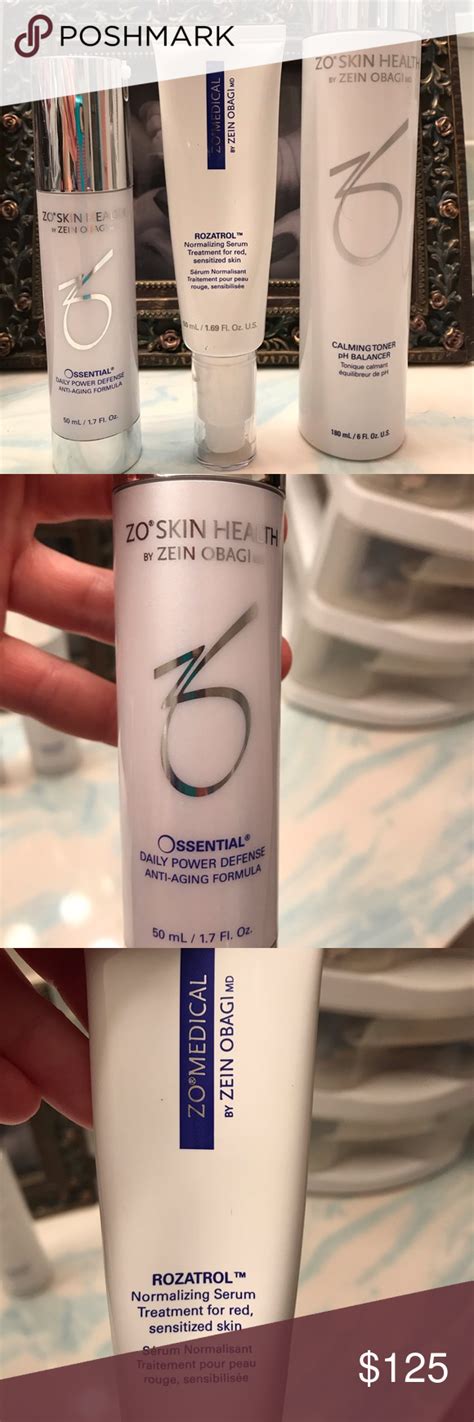 POSHMARK
ZO® SKIN HEALTH
BY ZEIN OBAGI
OSSENTIAL®
DAILY POWER DEFENSE
ANTI-AGING FORMULA
50 mL / 1.7 Fl. Oz.
ZO® MEDICAL
BY ZEIN OBAGI MD
ROZATROL™
Normalizing Serum
Treatment for red,
sensitized skin
Sérum Normalisant
Traitement pour peau
rouge, sensibilisée
50 mL / 1.69 Fl. Oz. U.S.
ZO® SKIN HEALTH
BY ZEIN OBAGI MD
CALMING TONER
pH BALANCER
Tonique calmant
équilibreur de pH
180 mL / 6 Fl. Oz. U.S.
ZO® SKIN HEALTH
BY ZEIN OBAGI
OSSENTIAL®
DAILY POWER DEFENSE
ANTI-AGING FORMULA
50 mL / 1.7 Fl. Oz.
ZO® MEDICAL
BY ZEIN OBAGI MD
ROZATROL™
Normalizing Serum
Treatment for red,
sensitized skin
Sérum Normalisant
Traitement pour peau
rouge, sensibilisée
$125